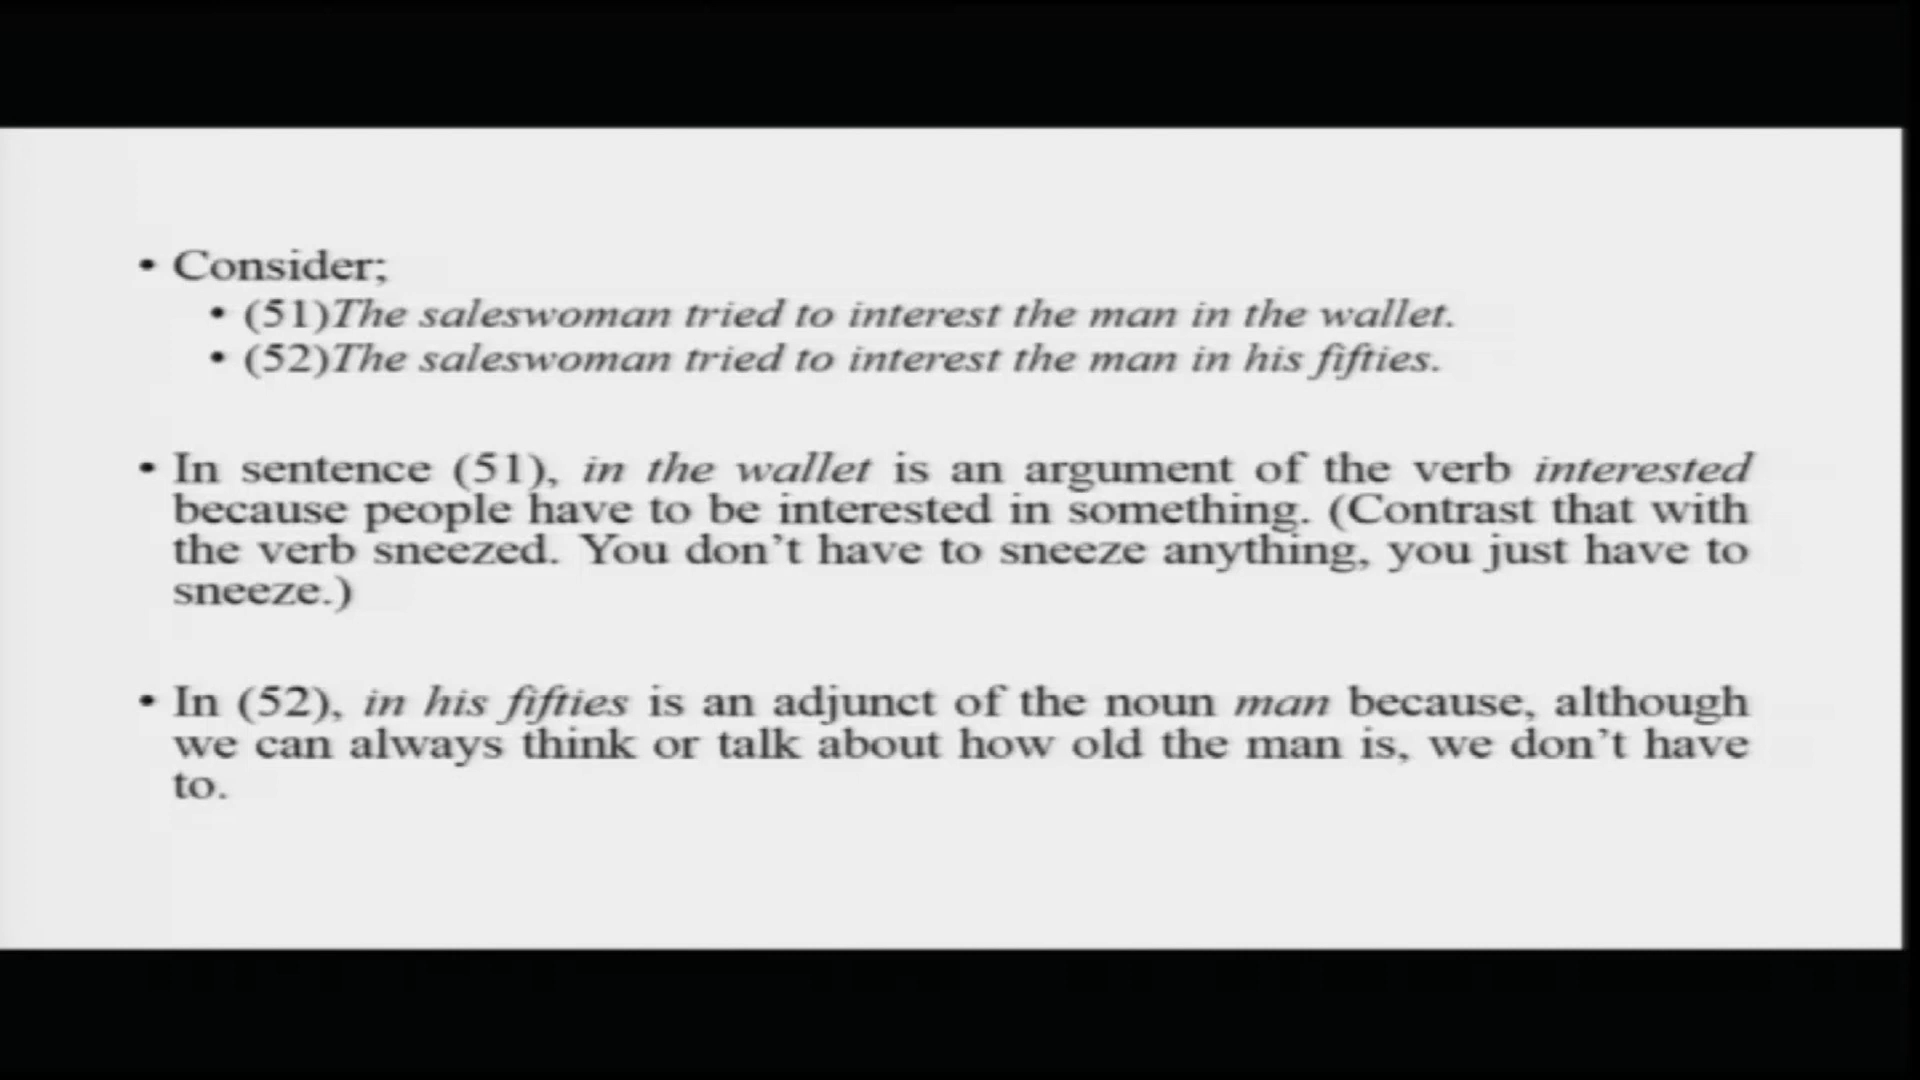 • Consider;
• (51)The saleswoman tried to interest the man in the wallet.
• (52)The saleswoman tried to interest the man in his fifties.
• In sentence (51), in the wallet is an argument of the verb interested
because people have to be interested in something. (Contrast that with
the verb sneezed. You don't have to sneeze anything, you just have to
sneeze.)
• In (52), in his fifties is an adjunct of the noun man because, although
we can always think or talk about how old the man is, we don't have
to.